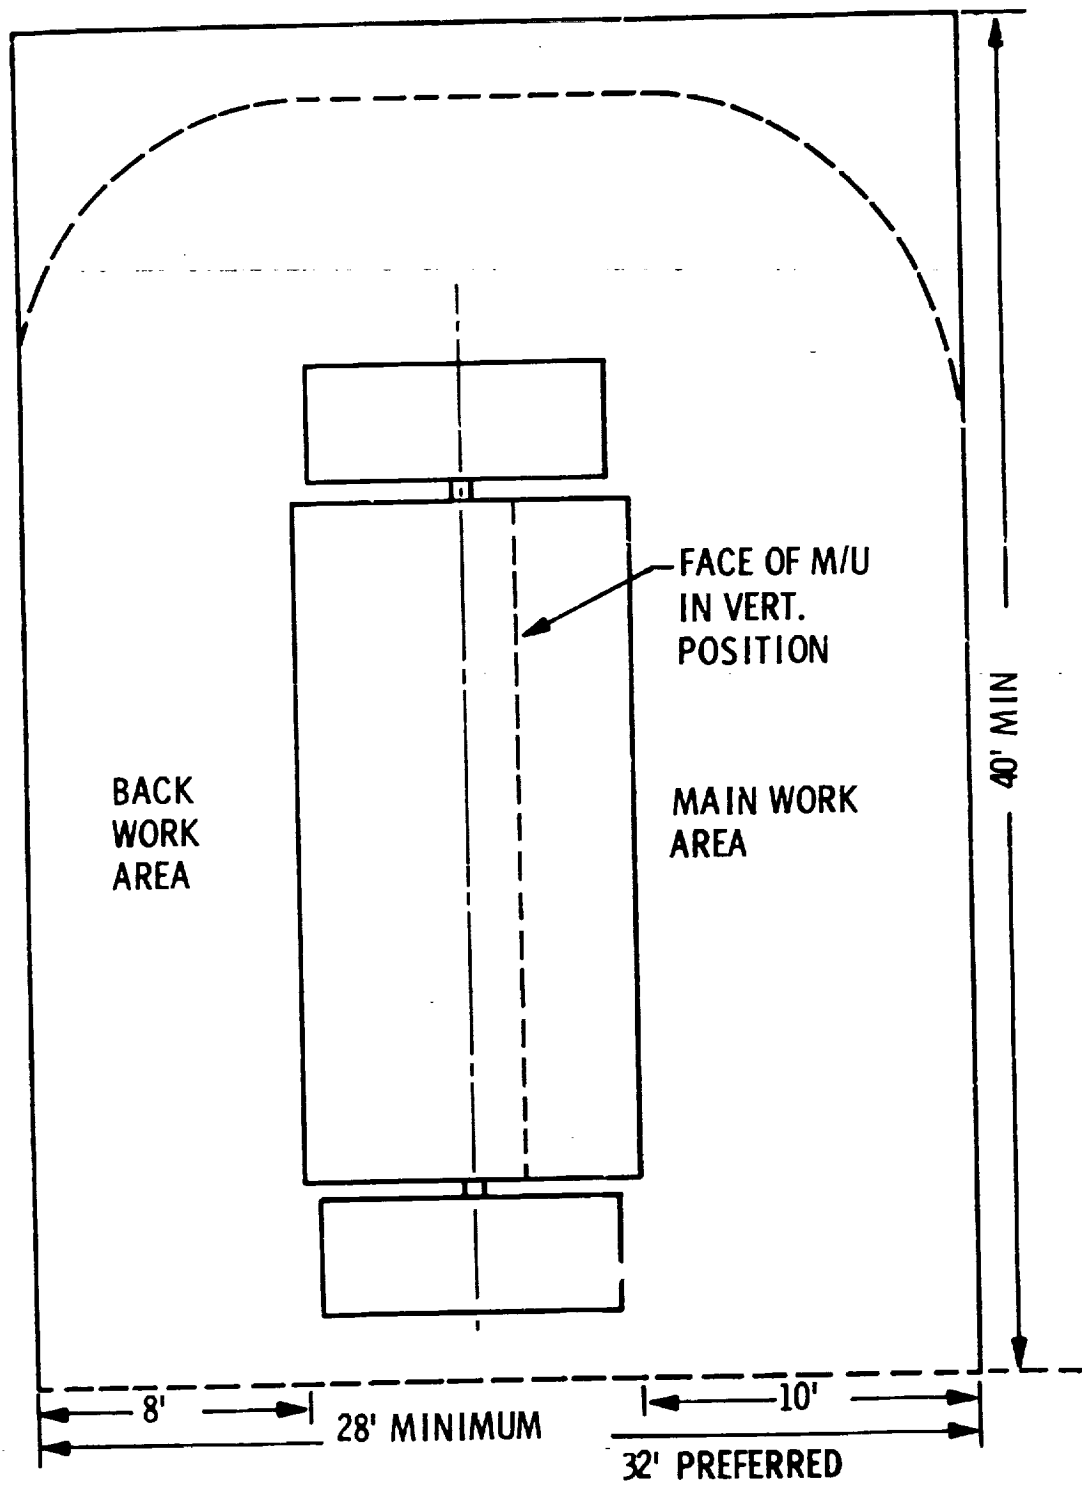 FACE OF M/U
IN VERT.
POSITION
BACK
WORK
AREA
MAIN WORK
AREA
40' MIN
8'
10'
28' MINIMUM
32' PREFERRED